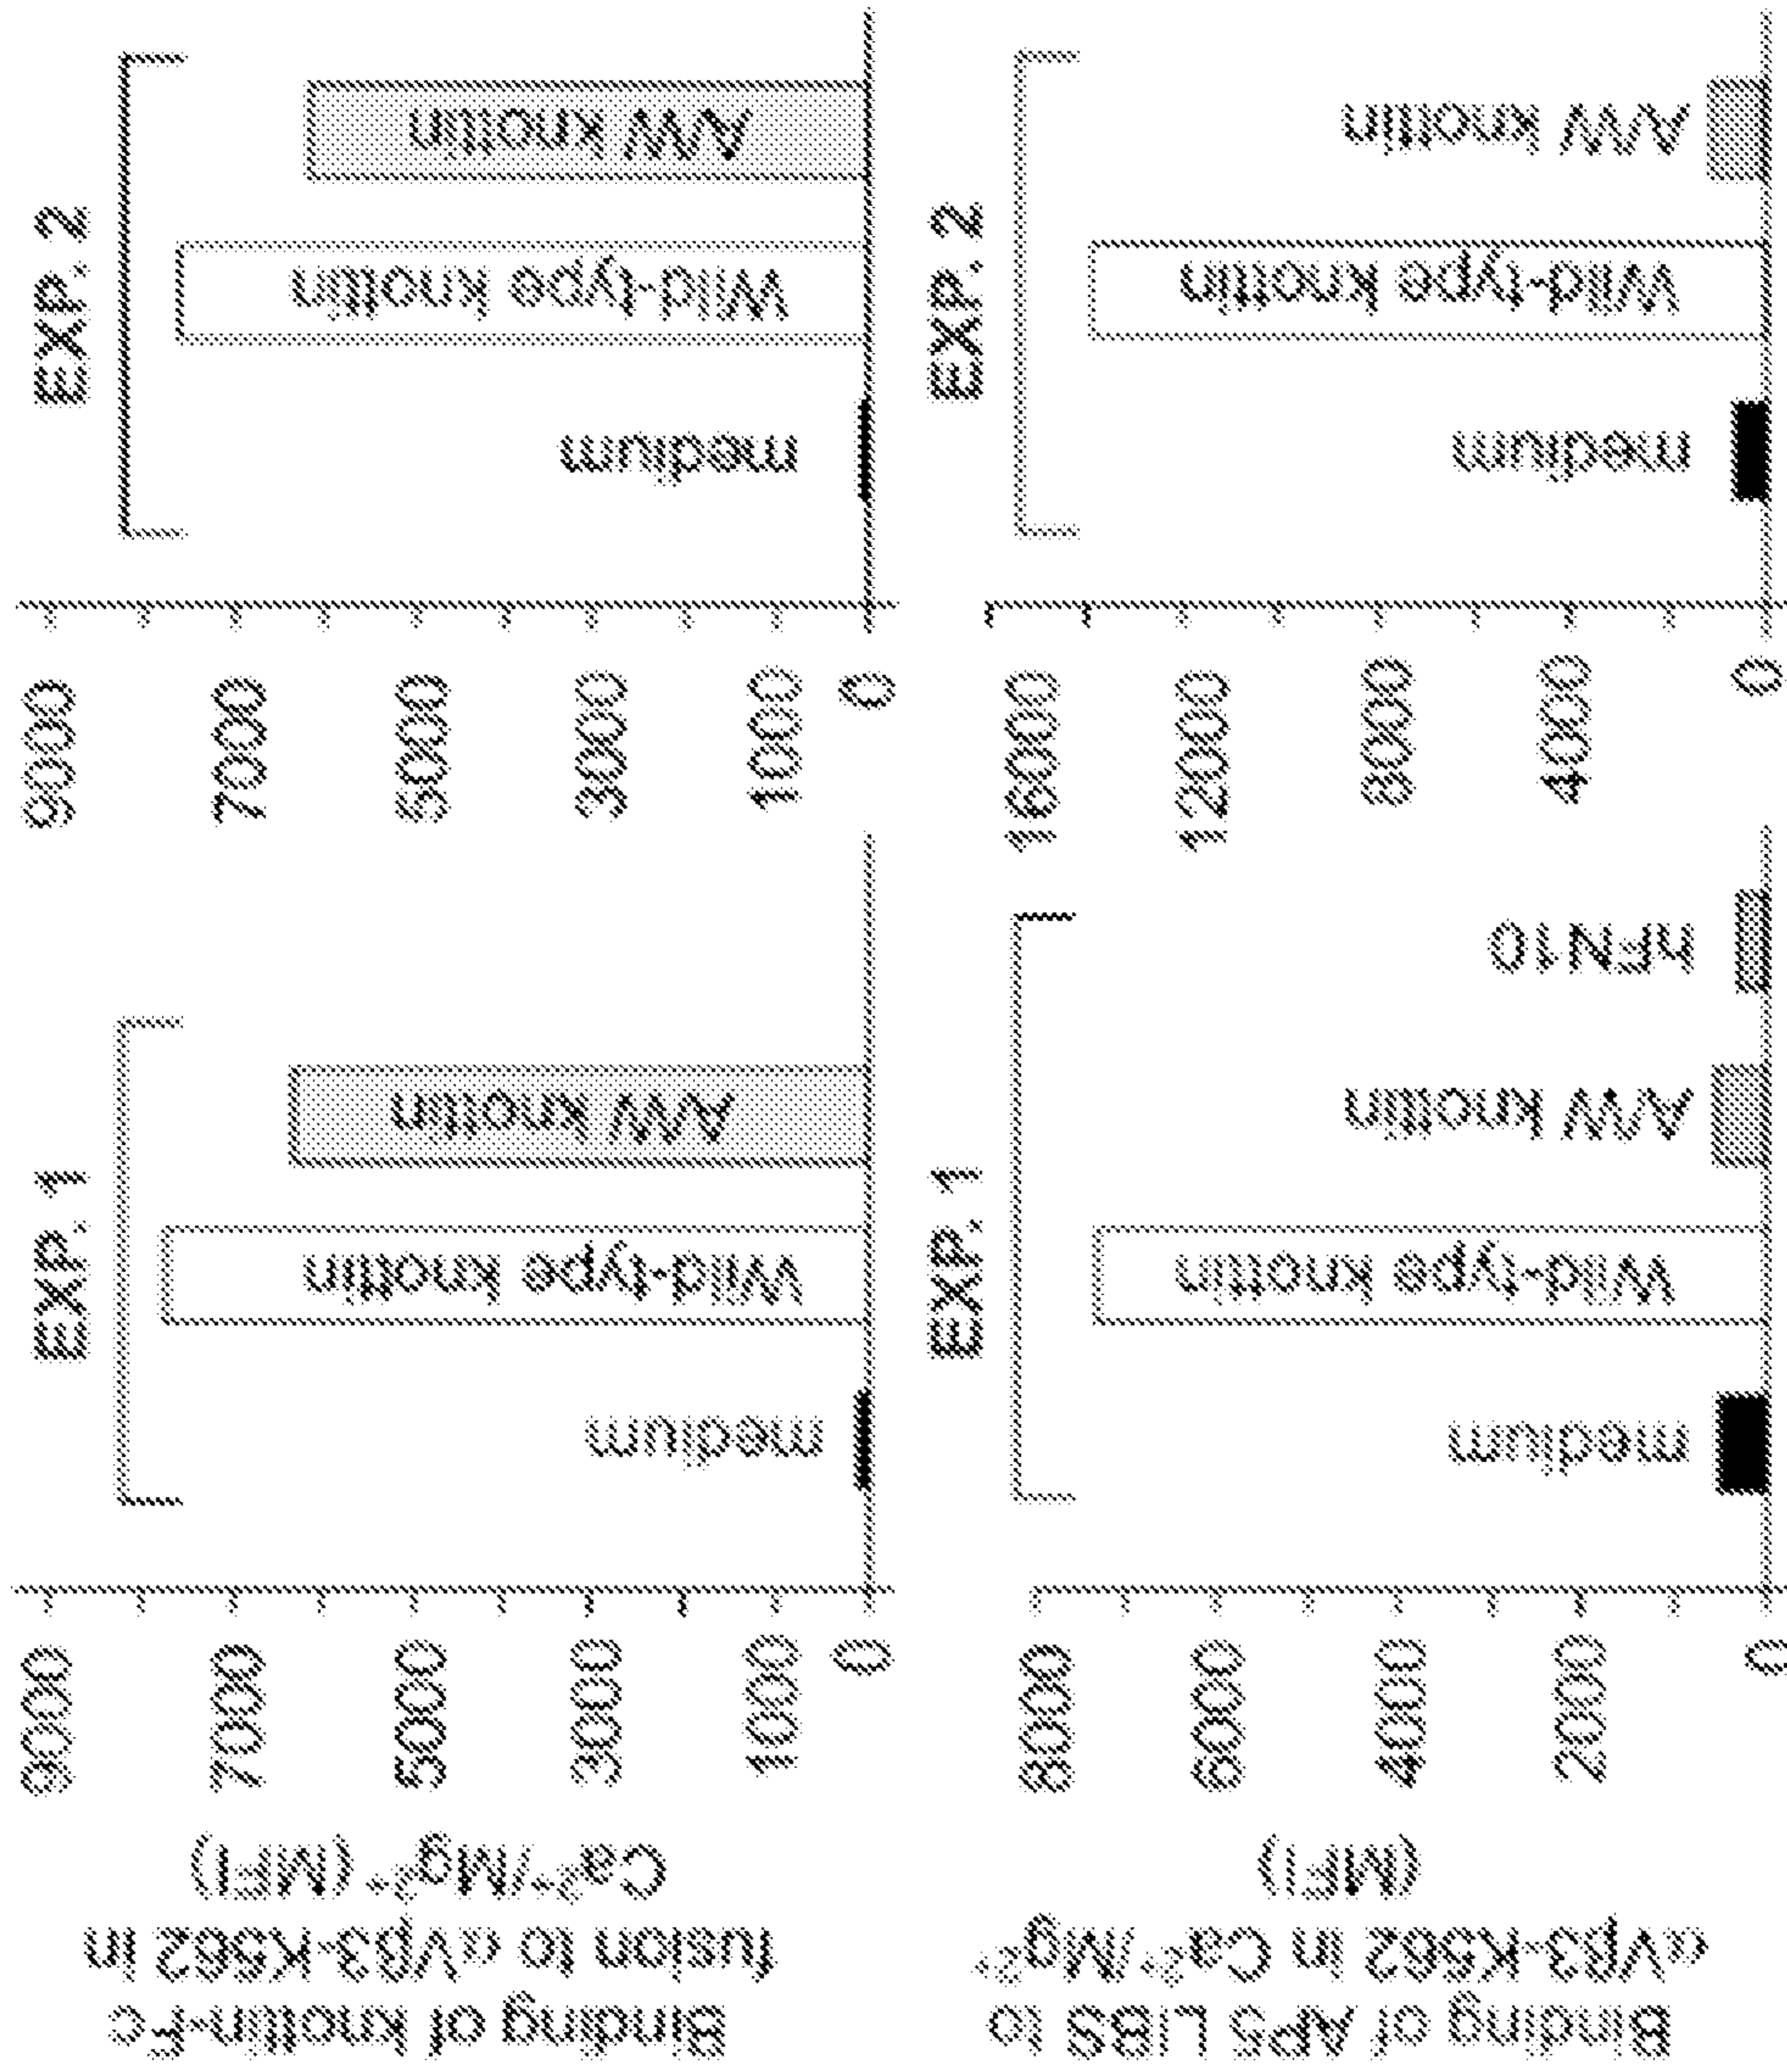 Binding of knottin-Fc
fusion to αVβ3-K562 in
Ca²⁺/Mg²⁺ (MFI)
9000
7000
5000
3000
1000
0
EXP. 1
medium
Wild-type knottin
A/W knottin
9000
7000
5000
3000
1000
0
EXP. 2
medium
Wild-type knottin
A/W knottin
Binding of AP5 LIBS to
αVβ3-K562 in Ca²⁺/Mg²⁺
(MFI)
8000
6000
4000
2000
0
EXP. 1
medium
Wild-type knottin
A/W knottin
hFN10
16000
12000
8000
4000
0
EXP. 2
medium
Wild-type knottin
A/W knottin